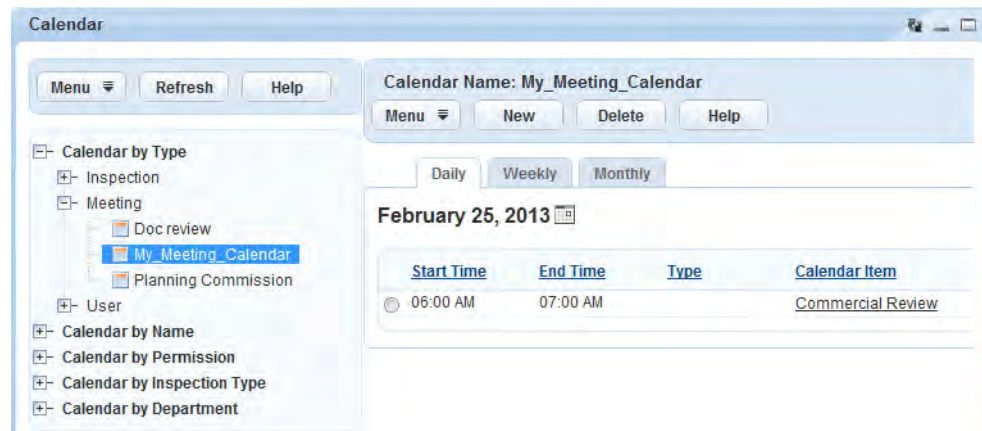 Calendar
Menu Refresh Help
Calendar by Type
Inspection
Meeting
Doc review
My_Meeting_Calendar
Planning Commission
User
Calendar by Name
Calendar by Permission
Calendar by Inspection Type
Calendar by Department
Calendar Name: My_Meeting_Calendar
Menu New Delete Help
Daily Weekly Monthly
February 25, 2013
Start Time End Time Type Calendar Item
06:00 AM 07:00 AM Commercial Review